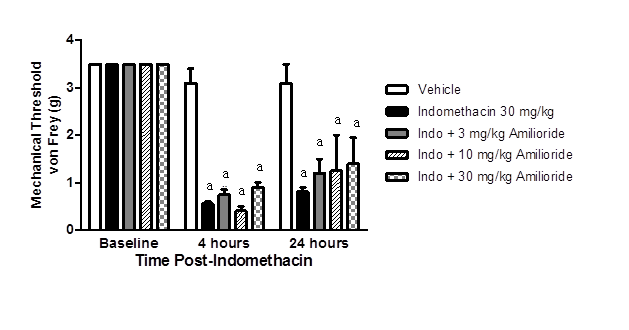 Mechanical Threshold
von Frey (g)
4
3
2
1
0
a
a
a
a
a
a
a
a
Baseline
4 hours
24 hours
Time Post-Indomethacin
Vehicle
Indomethacin 30 mg/kg
Indo + 3 mg/kg Amilioride
Indo + 10 mg/kg Amilioride
Indo + 30 mg/kg Amilioride